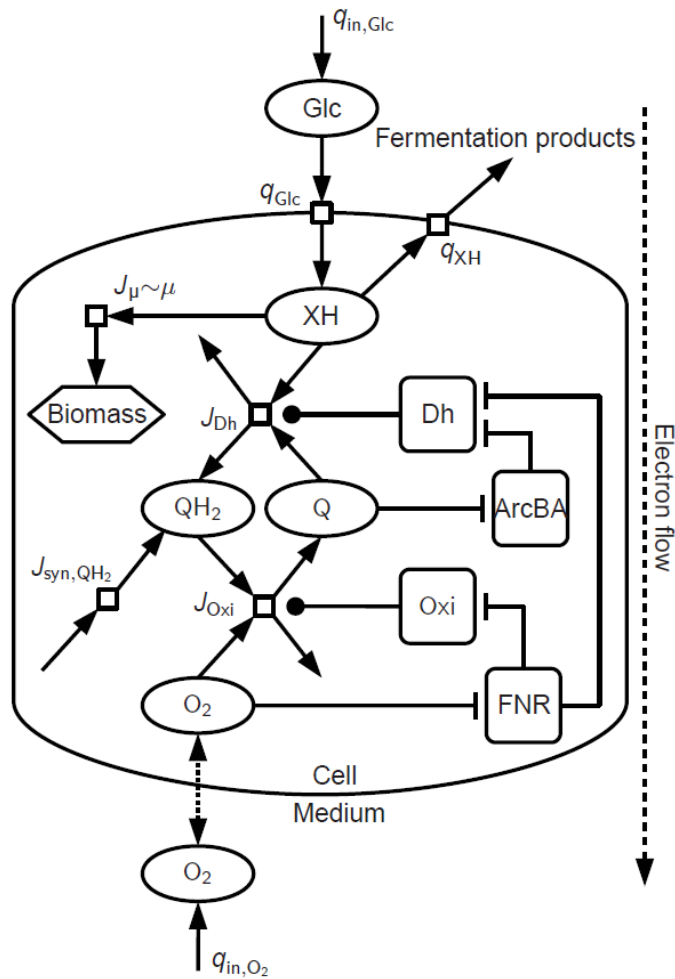 q_in,Glc
Glc
Fermentation products
q_Glc
q_XH
J_μ~μ
XH
Biomass
J_Dh
Dh
QH₂
Q
ArcBA
J_syn,QH₂
J_Oxi
Oxi
O₂
FNR
Cell
Medium
O₂
q_in,O₂
Electron flow